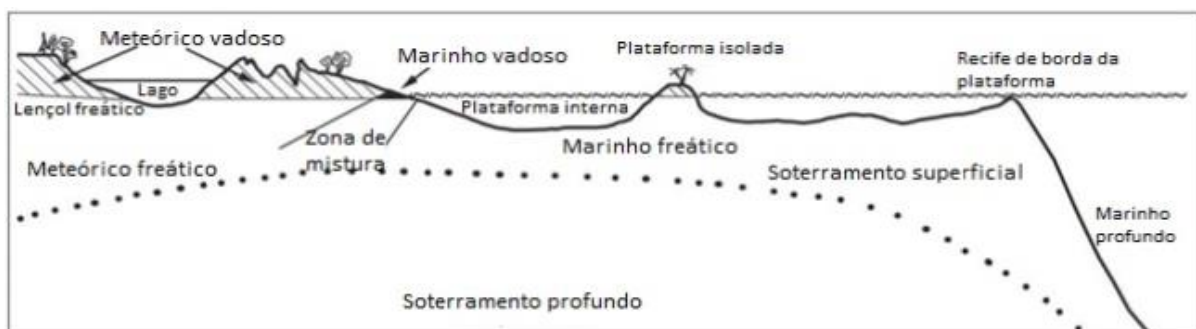 Meteórico vadoso
Marinho vadoso
Plataforma isolada
Recife de borda da
plataforma
Lago
Lençol freático
Plataforma interna
Zona de
mistura
Marinho freático
Meteórico freático
Soterramento superficial
Marinho
profundo
Soterramento profundo